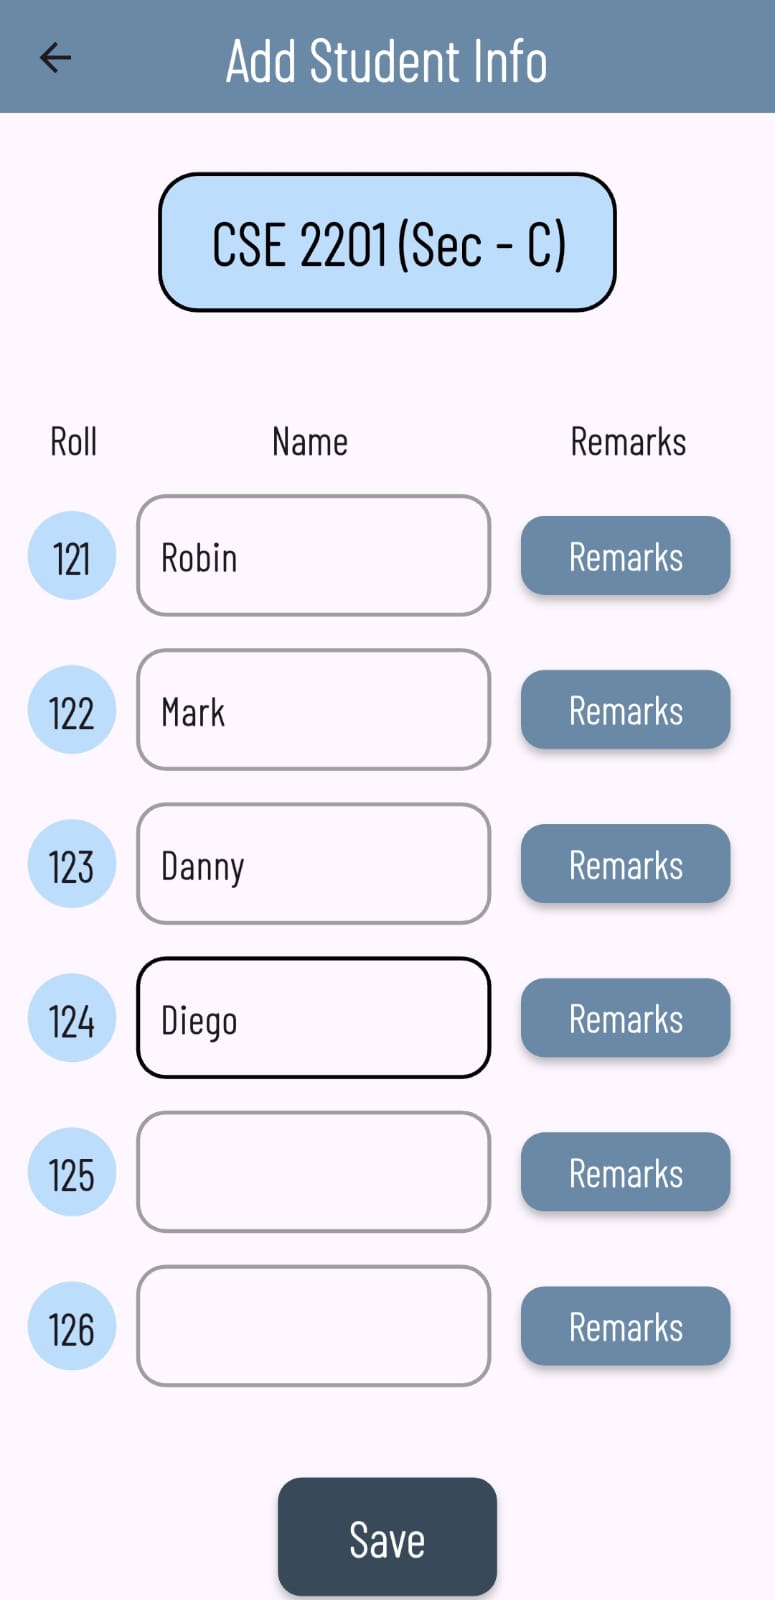 Add Student Info
CSE 2201 (Sec - C)
Roll Name Remarks
121 Robin Remarks
122 Mark Remarks
123 Danny Remarks
124 Diego Remarks
125 Remarks
126 Remarks
Save